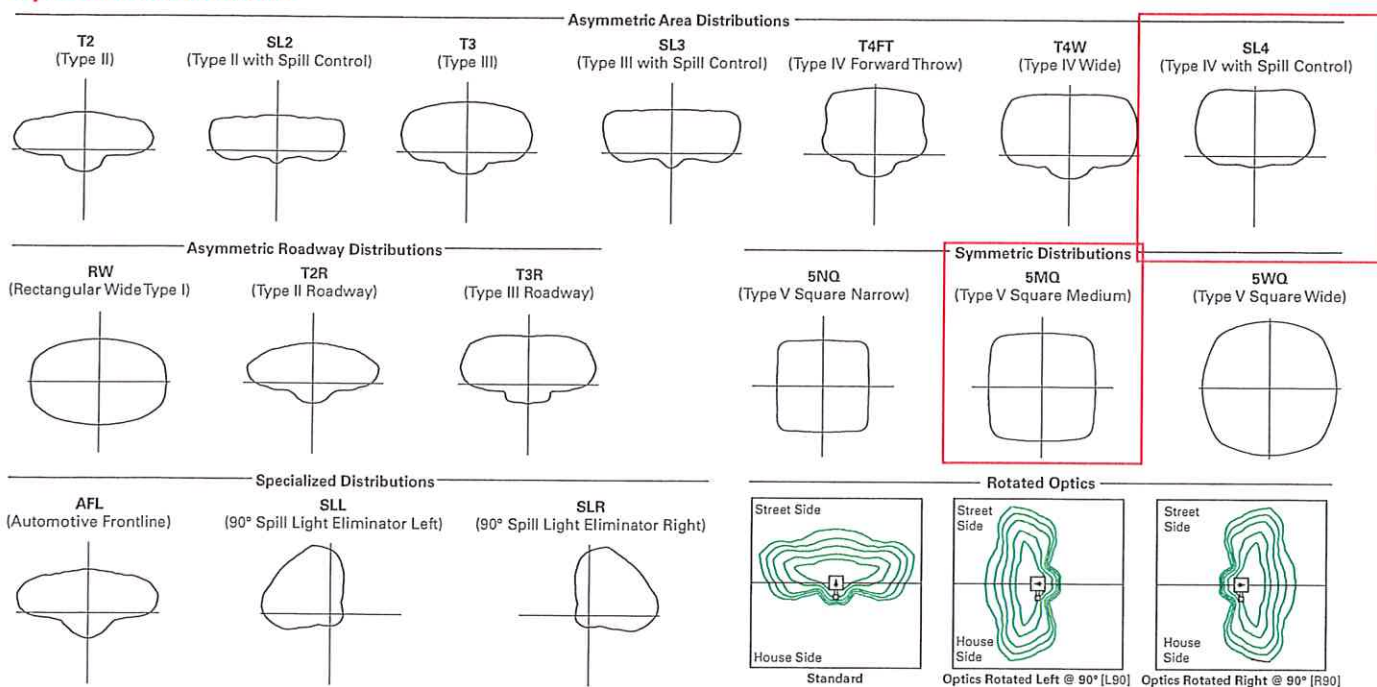 Asymmetric Area Distributions
T2
(Type II)
SL2
(Type II with Spill Control)
T3
(Type III)
SL3
(Type III with Spill Control)
T4FT
(Type IV Forward Throw)
T4W
(Type IV Wide)
SL4
(Type IV with Spill Control)
Asymmetric Roadway Distributions
RW
(Rectangular Wide Type I)
T2R
(Type II Roadway)
T3R
(Type III Roadway)
Symmetric Distributions
5NQ
(Type V Square Narrow)
5MQ
(Type V Square Medium)
5WQ
(Type V Square Wide)
Specialized Distributions
AFL
(Automotive Frontline)
SLL
(90° Spill Light Eliminator Left)
SLR
(90° Spill Light Eliminator Right)
Rotated Optics
Street Side
House Side
Standard
Street
Side
House
Side
Optics Rotated Left @ 90° [L90]
Street
Side
House
Side
Optics Rotated Right @ 90° [R90]